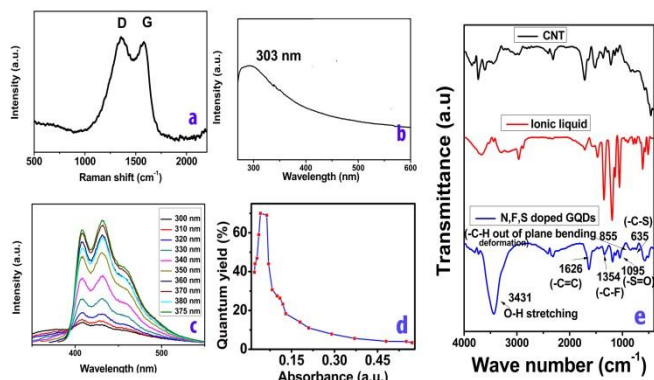 D G
Intensity (a.u.)
a
500 1000 1500 2000
Raman shift (cm-1)
303 nm
Intensity (a.u.)
b
300 400 500 600
Wavelength (nm)
Intensity (a.u.)
300 nm
310 nm
320 nm
330 nm
340 nm
350 nm
360 nm
370 nm
380 nm
375 nm
c
400 450 500
Wavelength (nm)
Quantum yield (%)
80
60
40
20
0
d
0.15 0.30 0.45
Absorbance (a.u.)
Transmittance (a.u)
CNT
Ionic liquid
N,F,S doped GQDs
(-C-S)
(-C-H out of plane bending 855 635
deformation)
1626
(-C=C)
1354
(-C-F)
1095
(-S=O)
3431
O-H stretching
e
4000 3000 2000 1000
Wave number (cm-1)